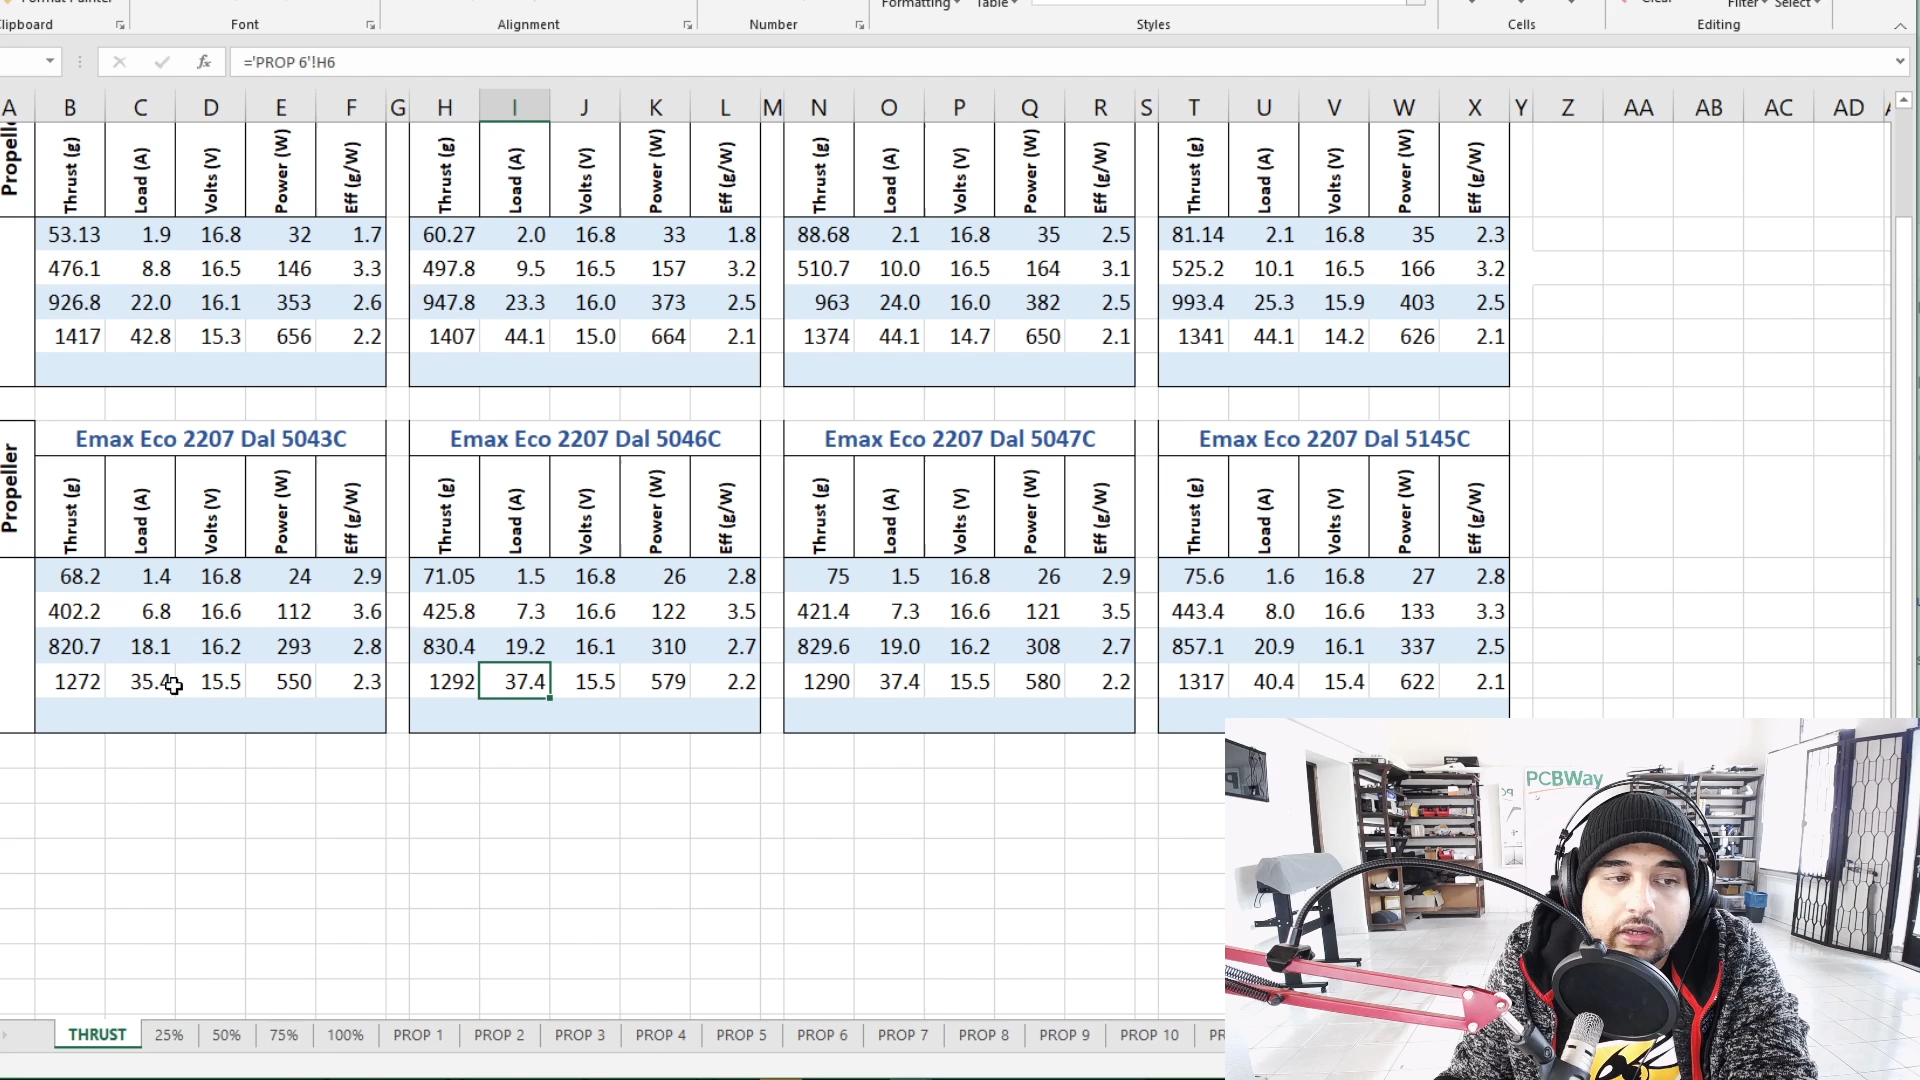 Clipboard Font Alignment Number Formatting Table Styles Cells Clear Filter Select Editing
fx ='PROP 6'!H6
A B C D E F G H I J K L M N O P Q R S T U V W X Y Z AA AB AC AD
Thrust (g) Load (A) Volts (V) Power (W) Eff (g/W) Thrust (g) Load (A) Volts (V) Power (W) Eff (g/W) Thrust (g) Load (A) Volts (V) Power (W) Eff (g/W) Thrust (g) Load (A) Volts (V) Power (W) Eff (g/W)
53.13 1.9 16.8 32 1.7 60.27 2.0 16.8 33 1.8 88.68 2.1 16.8 35 2.5 81.14 2.1 16.8 35 2.3
476.1 8.8 16.5 146 3.3 497.8 9.5 16.5 157 3.2 510.7 10.0 16.5 164 3.1 525.2 10.1 16.5 166 3.2
926.8 22.0 16.1 353 2.6 947.8 23.3 16.0 373 2.5 963 24.0 16.0 382 2.5 993.4 25.3 15.9 403 2.5
1417 42.8 15.3 656 2.2 1407 44.1 15.0 664 2.1 1374 44.1 14.7 650 2.1 1341 44.1 14.2 626 2.1
Emax Eco 2207 Dal 5043C Emax Eco 2207 Dal 5046C Emax Eco 2207 Dal 5047C Emax Eco 2207 Dal 5145C
Propeller Thrust (g) Load (A) Volts (V) Power (W) Eff (g/W) Thrust (g) Load (A) Volts (V) Power (W) Eff (g/W) Thrust (g) Load (A) Volts (V) Power (W) Eff (g/W) Thrust (g) Load (A) Volts (V) Power (W) Eff (g/W)
68.2 1.4 16.8 24 2.9 71.05 1.5 16.8 26 2.8 75 1.5 16.8 26 2.9 75.6 1.6 16.8 27 2.8
402.2 6.8 16.6 112 3.6 425.8 7.3 16.6 122 3.5 421.4 7.3 16.6 121 3.5 443.4 8.0 16.6 133 3.3
820.7 18.1 16.2 293 2.8 830.4 19.2 16.1 310 2.7 829.6 19.0 16.2 308 2.7 857.1 20.9 16.1 337 2.5
1272 35.4 15.5 550 2.3 1292 37.4 15.5 579 2.2 1290 37.4 15.5 580 2.2 1317 40.4 15.4 622 2.1
PCBWay
THRUST 25% 50% 75% 100% PROP 1 PROP 2 PROP 3 PROP 4 PROP 5 PROP 6 PROP 7 PROP 8 PROP 9 PROP 10